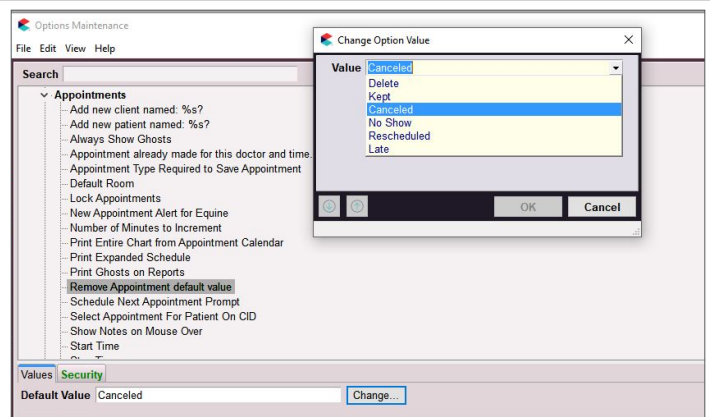 Options Maintenance
File Edit View Help
Search
Appointments
Add new client named: %s?
Add new patient named: %s?
Always Show Ghosts
Appointment already made for this doctor and time.
Appointment Type Required to Save Appointment
Default Room
Lock Appointments
New Appointment Alert for Equine
Number of Minutes to Increment
Print Entire Chart from Appointment Calendar
Print Expanded Schedule
Print Ghosts on Reports
Remove Appointment default value
Schedule Next Appointment Prompt
Select Appointment For Patient On CID
Show Notes on Mouse Over
Start Time
Values Security
Default Value Canceled Change...
Change Option Value
Value Canceled
Delete
Kept
Canceled
No Show
Rescheduled
Late
OK Cancel